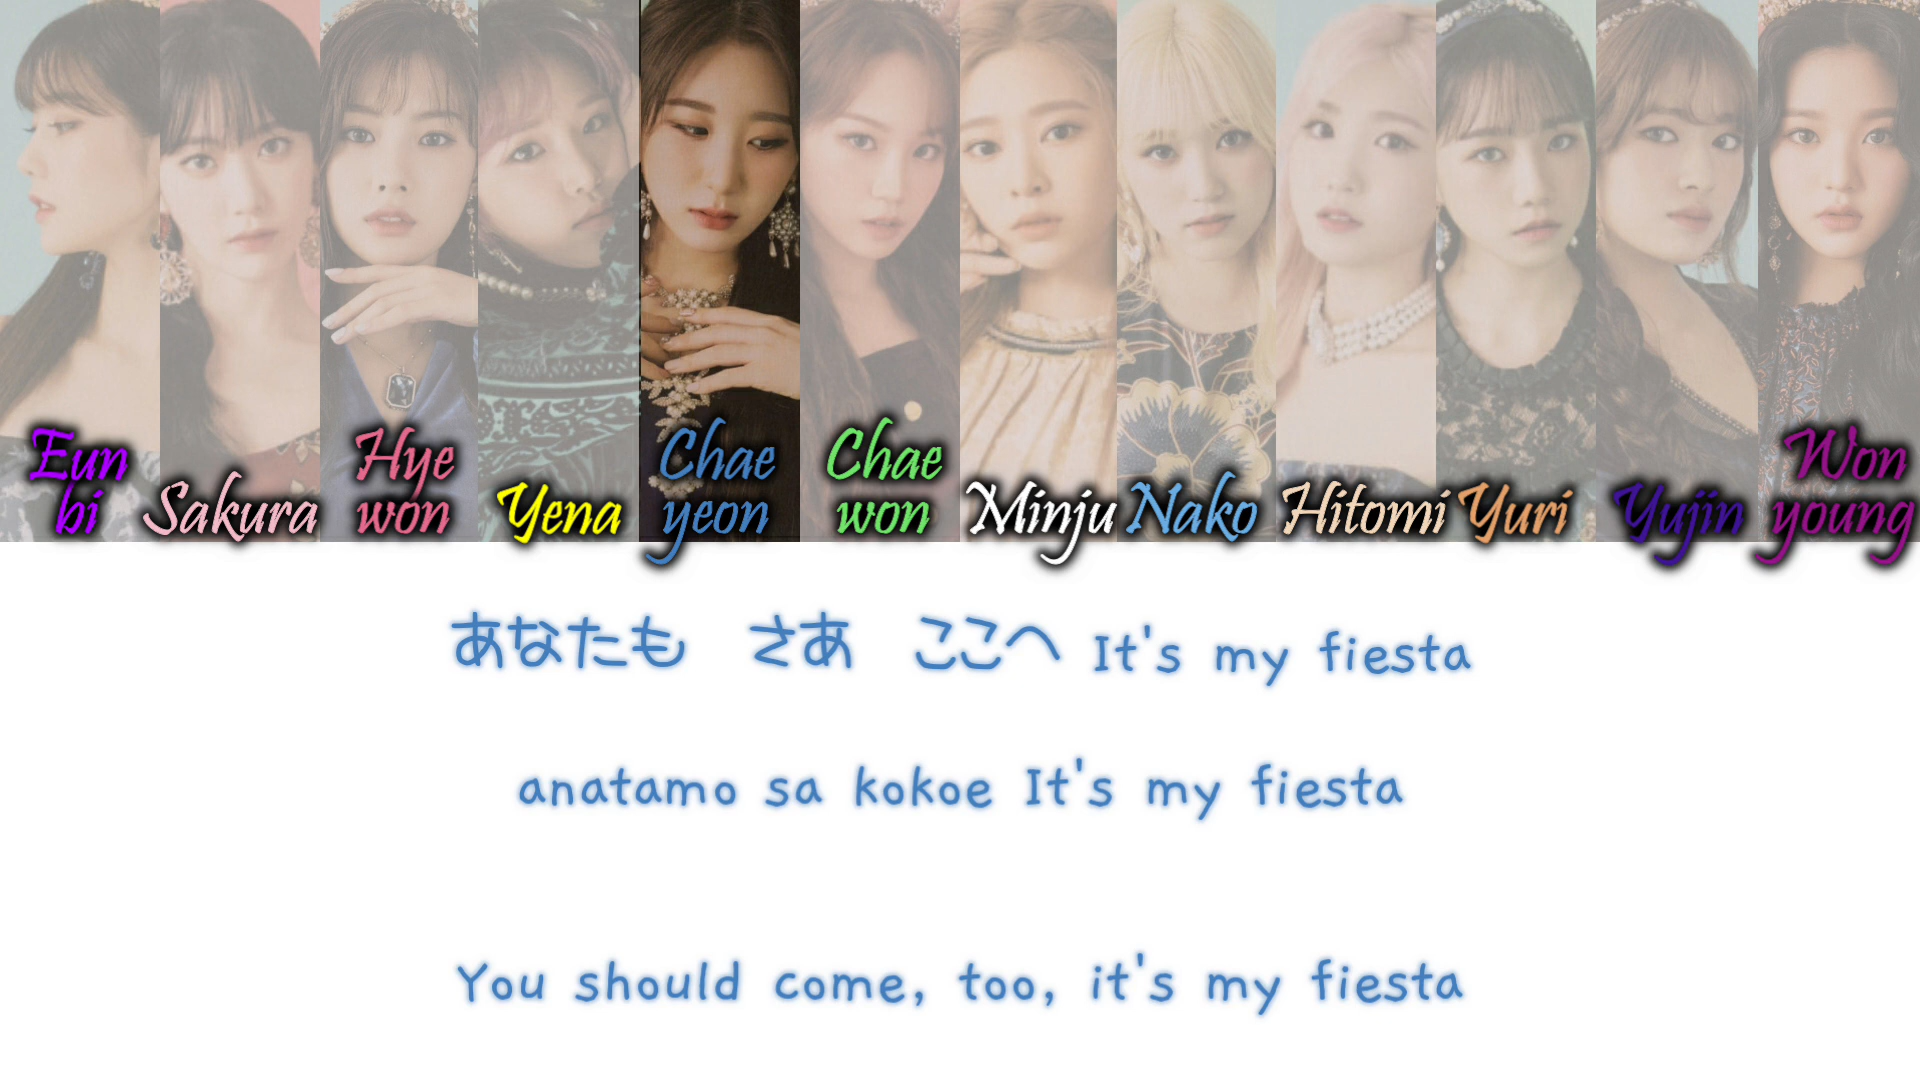 Eun
bi
Sakura
Hye
won
Yena
Chae
yeon
Chae
won
Minju
Nako
Hitomi
Yuri
Yujin
Won
young
あなたも　さあ　ここへ It's my fiesta
anatamo sa kokoe It's my fiesta
You should come, too, it's my fiesta